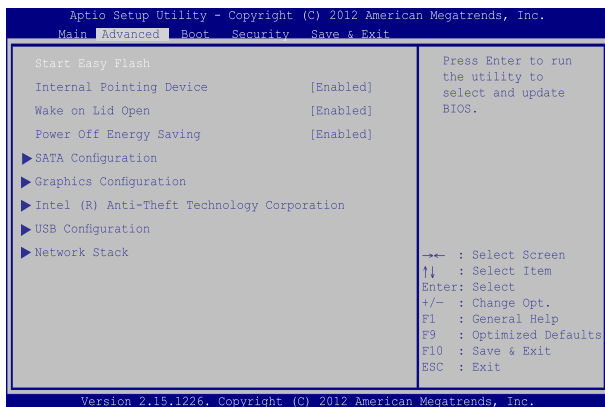 Aptio Setup Utility - Copyright (C) 2012 American Megatrends, Inc.
Main Advanced Boot Security Save & Exit
Start Easy Flash
Internal Pointing Device [Enabled]
Wake on Lid Open [Enabled]
Power Off Energy Saving [Enabled]
SATA Configuration
Graphics Configuration
Intel (R) Anti-Theft Technology Corporation
USB Configuration
Network Stack
Press Enter to run
the utility to
select and update
BIOS.
→← : Select Screen
↑↓ : Select Item
Enter: Select
+/— : Change Opt.
F1 : General Help
F9 : Optimized Defaults
F10 : Save & Exit
ESC : Exit
Version 2.15.1226. Copyright (C) 2012 American Megatrends, Inc.